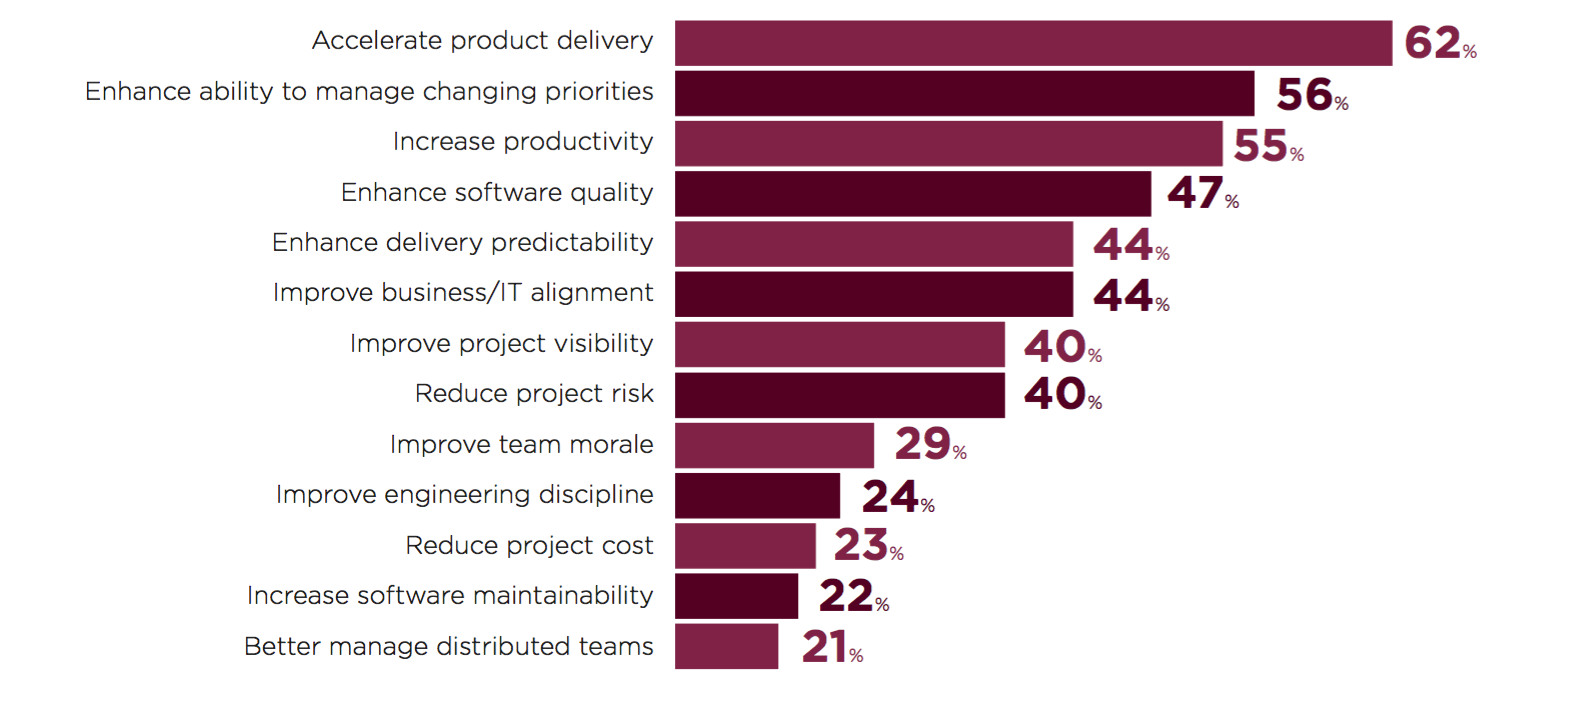 Accelerate product delivery 62%
Enhance ability to manage changing priorities 56%
Increase productivity 55%
Enhance software quality 47%
Enhance delivery predictability 44%
Improve business/IT alignment 44%
Improve project visibility 40%
Reduce project risk 40%
Improve team morale 29%
Improve engineering discipline 24%
Reduce project cost 23%
Increase software maintainability 22%
Better manage distributed teams 21%